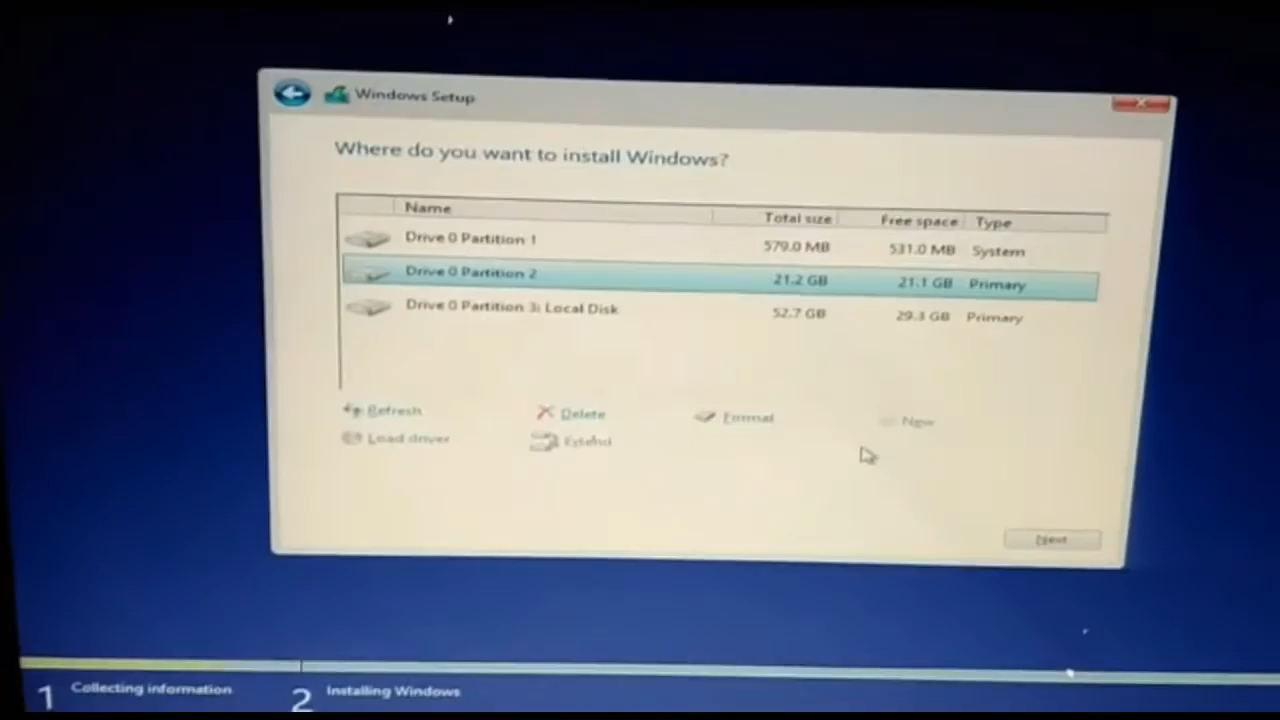 Windows Setup
Where do you want to install Windows?
Name Total size Free space Type
Drive 0 Partition 1 579.0 MB 531.0 MB System
Drive 0 Partition 2 21.2 GB 21.1 GB Primary
Drive 0 Partition 3: Local Disk 52.7 GB 29.3 GB Primary
Refresh Delete Format New
Load driver Extend
Next
1 Collecting information 2 Installing Windows